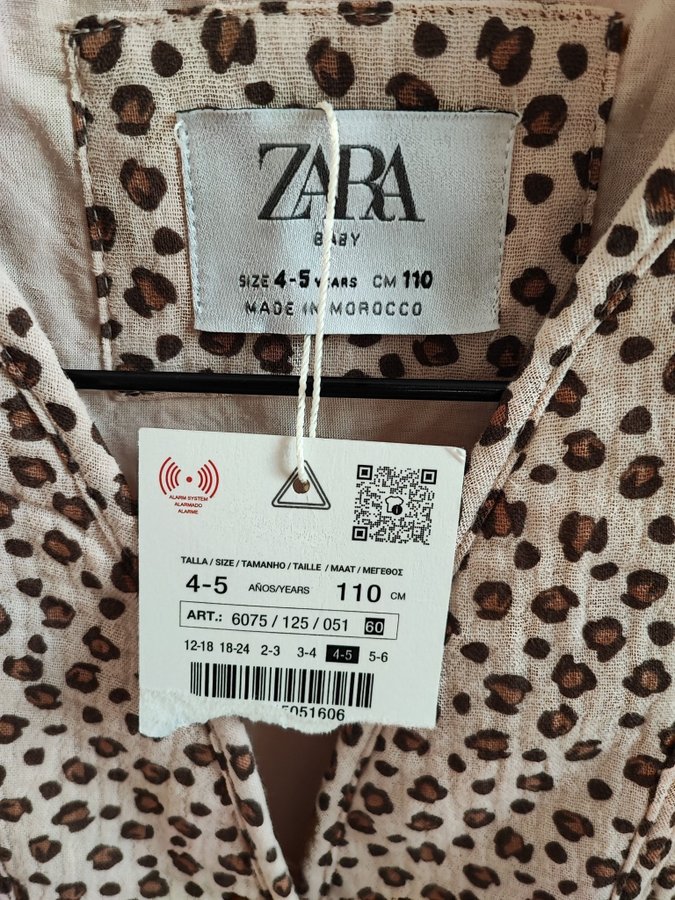 ZARA
BABY
SIZE 4-5 YEARS CM 110
MADE IN MOROCCO
ALARM SYSTEM
ALARMADO
ALARME
TALLA / SIZE / TAMANHO / TAILLE / MAAT / ΜΕΓΕΘΟΣ
4-5 AÑOS/YEARS 110 CM
ART.: 6075 / 125 / 051 60
12-18 18-24 2-3 3-4 4-5 5-6
5051606